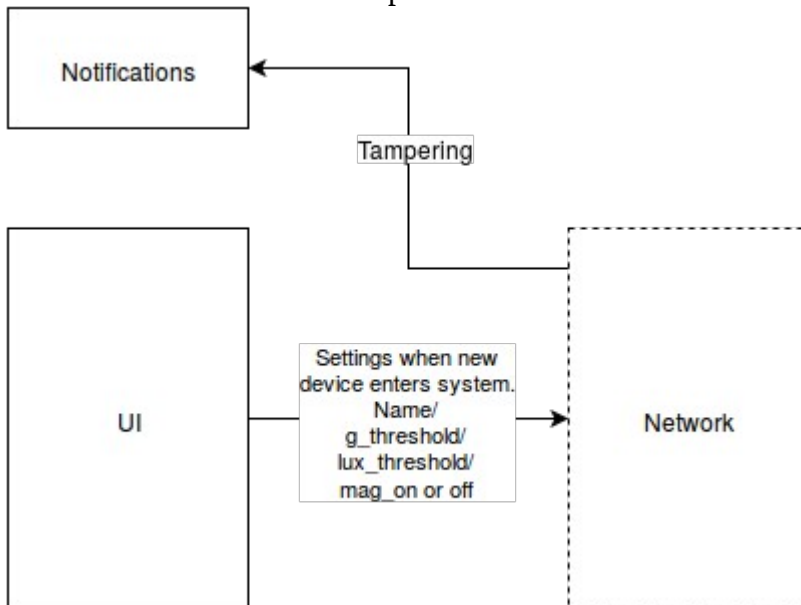 Notifications
Tampering
Settings when new
device enters system.
Name/
g_threshold/
lux_threshold/
mag_on or off
UI
Network